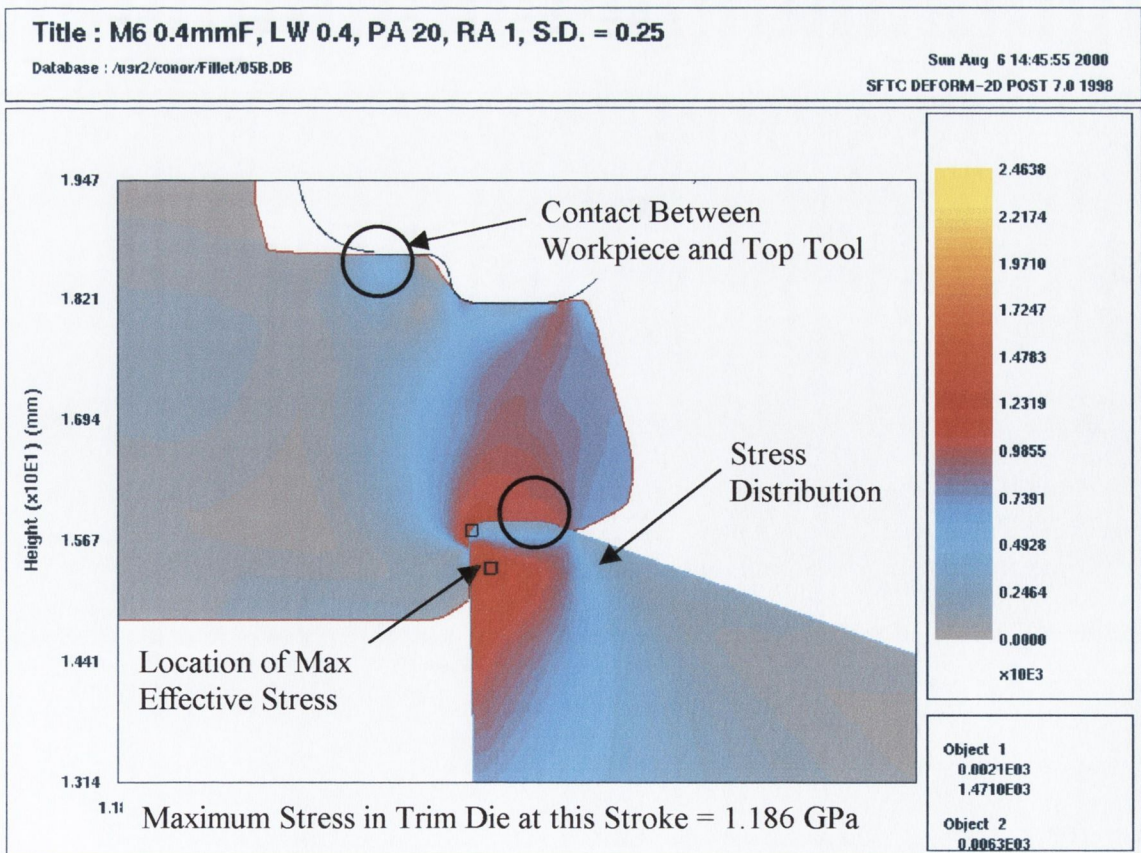 Title : M6 0.4mmF, LW 0.4, PA 20, RA 1, S.D. = 0.25
Database : /usr2/conor/Fillet/05B.DB
Sun Aug 6 14:45:55 2000
SFTC DEFORM-2D POST 7.0 1998
Height (x10E1) (mm)
1.947
1.821
1.694
1.567
1.441
1.314
Contact Between
Workpiece and Top Tool
Stress
Distribution
Location of Max
Effective Stress
Maximum Stress in Trim Die at this Stroke = 1.186 GPa
2.4638
2.2174
1.9710
1.7247
1.4783
1.2319
0.9855
0.7391
0.4928
0.2464
0.0000
x10E3
Object 1
0.0021E03
1.4710E03
Object 2
0.0063E03